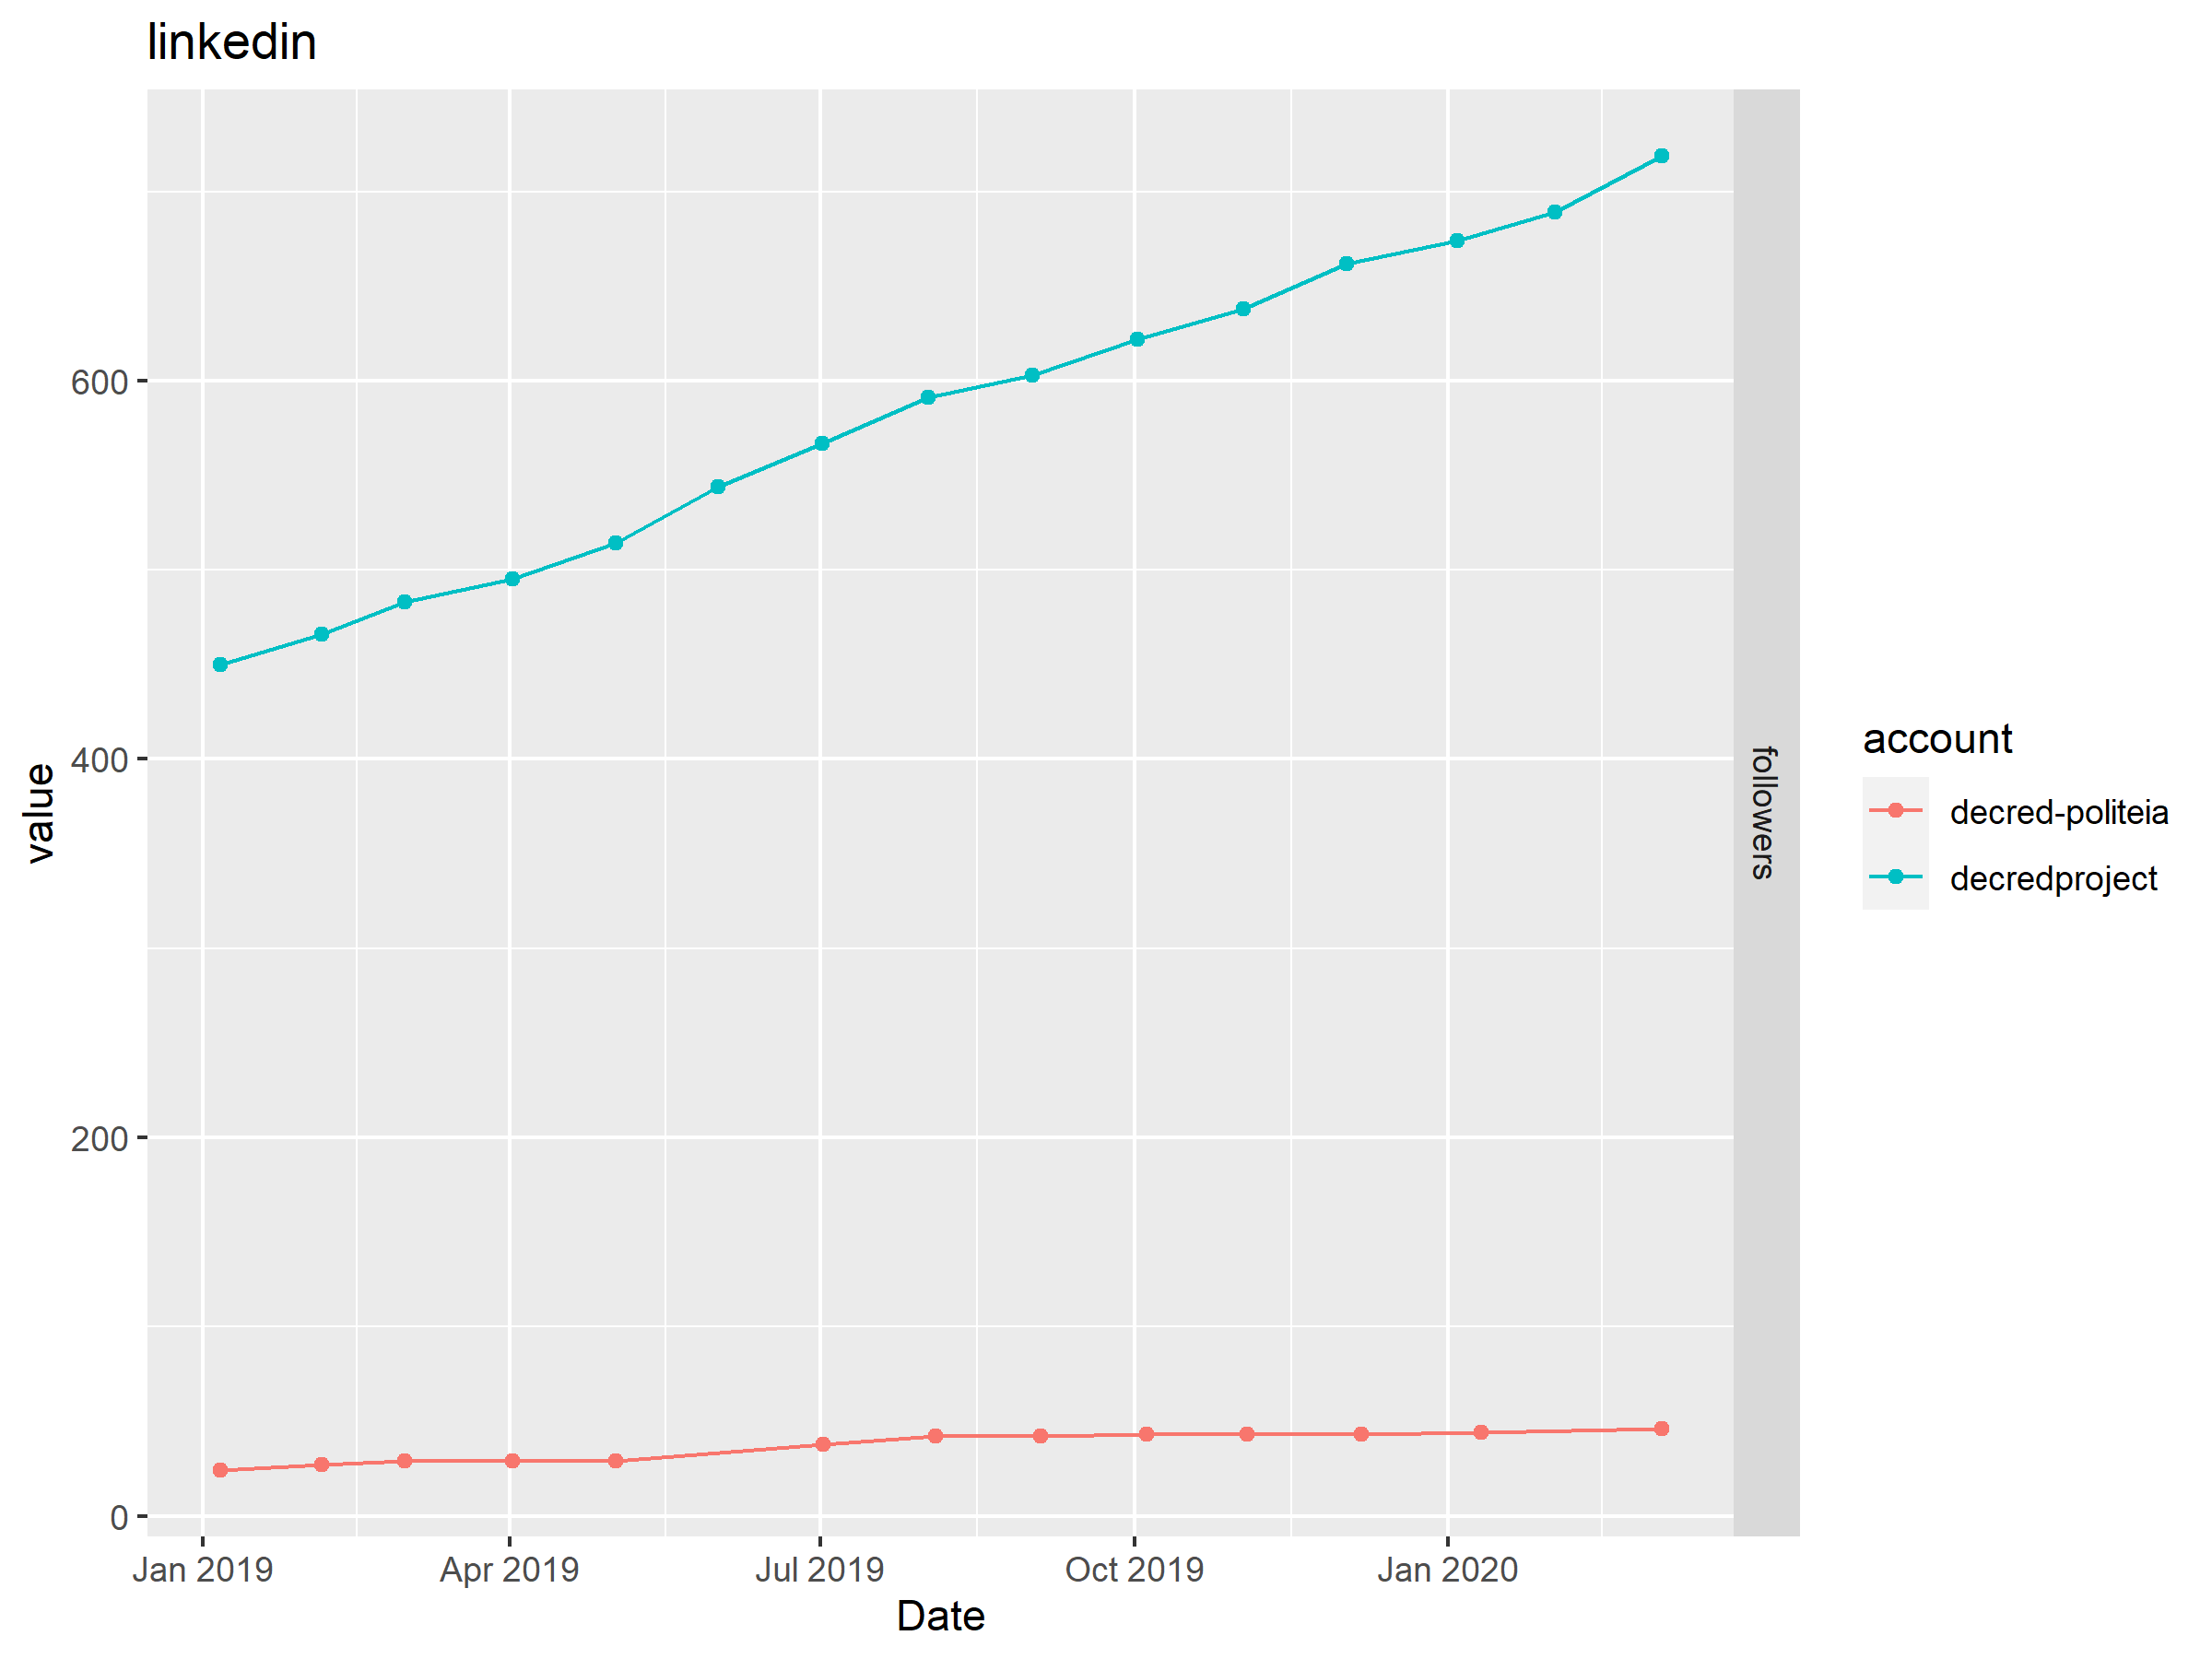 linkedin
value
600
400
200
0
Jan 2019
Apr 2019
Jul 2019
Oct 2019
Jan 2020
Date
followers
account
decred-politeia
decredproject